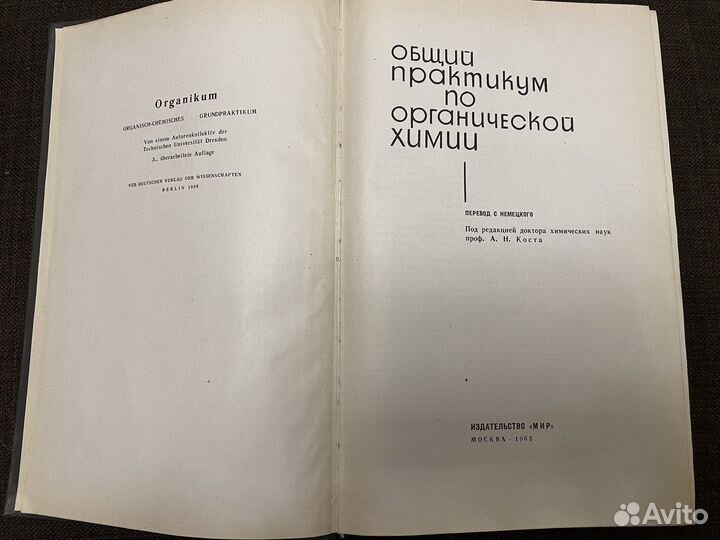 Organikum
ORGANISCH-CHEMISCHES GRUNDPRAKTIKUM
Von einem Autorenkollektiv der
Technischen Universität Dresden
3., überarbeitete Auflage
VEB DEUTSCHER VERLAG DER WISSENSCHAFTEN
BERLIN 1964
общий
практикум
по
органической
химии
ПЕРЕВОД С НЕМЕЦКОГО
Под редакцией доктора химических наук
проф. А. Н. Коста
ИЗДАТЕЛЬСТВО «МИР»
МОСКВА · 1965
Avito